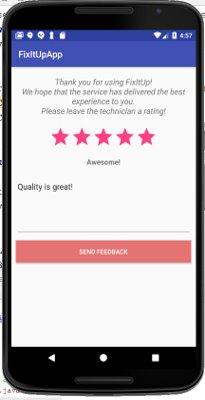 4:57
FixItUpApp
Thank you for using FixItUp!
We hope that the service has delivered the best
experience to you.
Please leave the technician a rating!
Awesome!
Quality is great!
SEND FEEDBACK